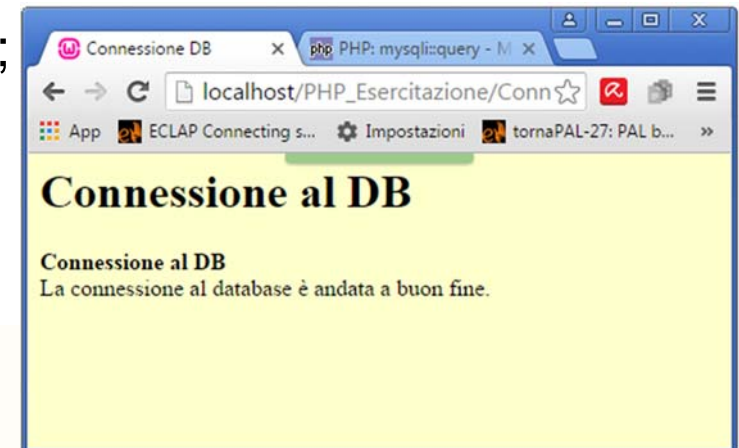 ;
Connessione DB
php PHP: mysqli::query - M
localhost/PHP_Esercitazione/Conn
App ECLAP Connecting s... Impostazioni tornaPAL-27: PAL b... »
Connessione al DB
Connessione al DB
La connessione al database è andata a buon fine.